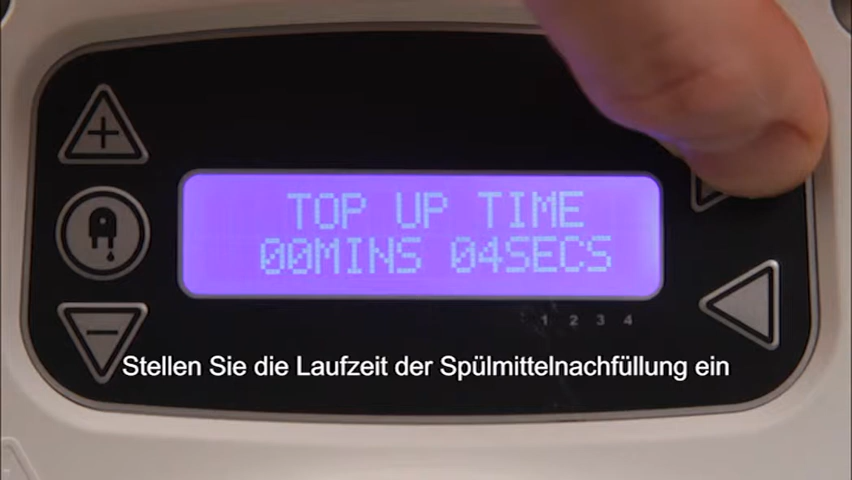 TOP UP TIME
00MINS 04SECS
1 2 3 4
Stellen Sie die Laufzeit der Spülmittelnachfüllung ein